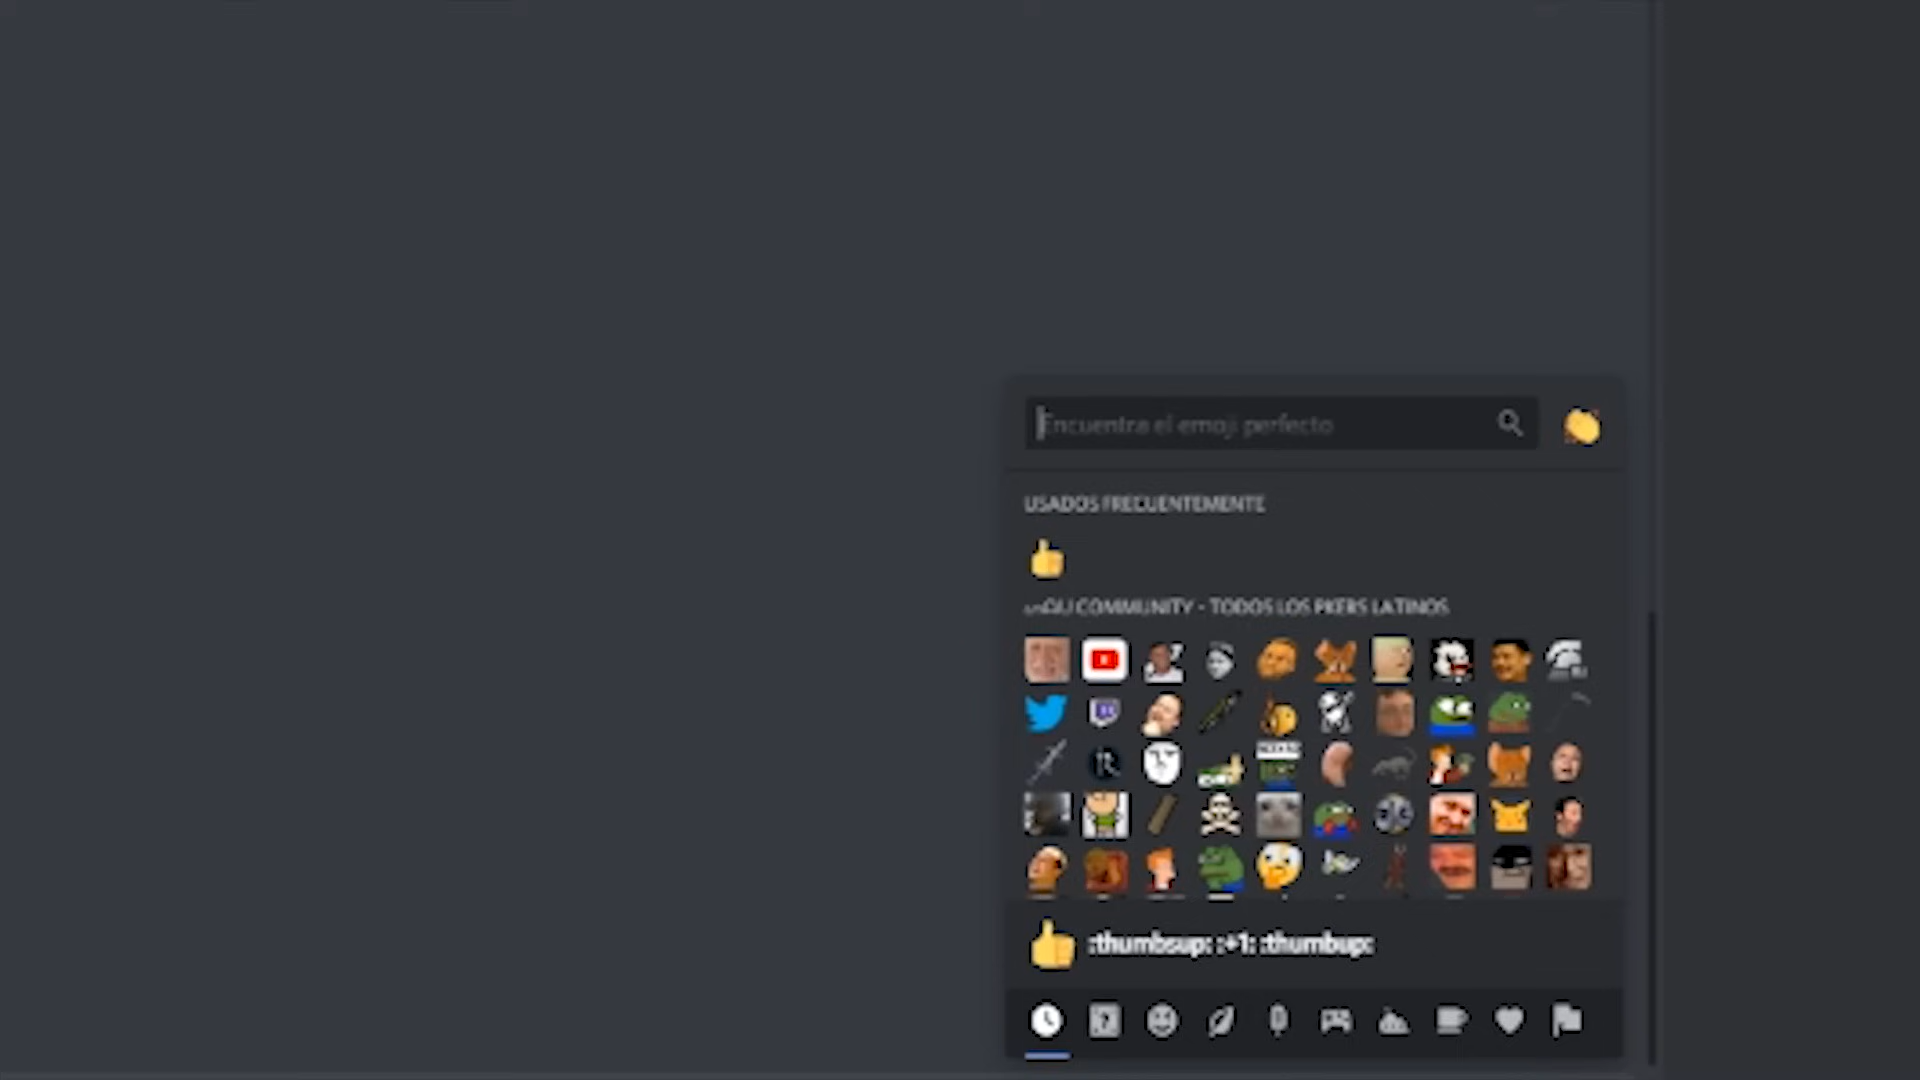 Encuentra el emoji perfecto
USADOS FRECUENTEMENTE
COMMUNITY - TODOS LOS PKERS LATINOS
:thumbsup: :+1: :thumbup: